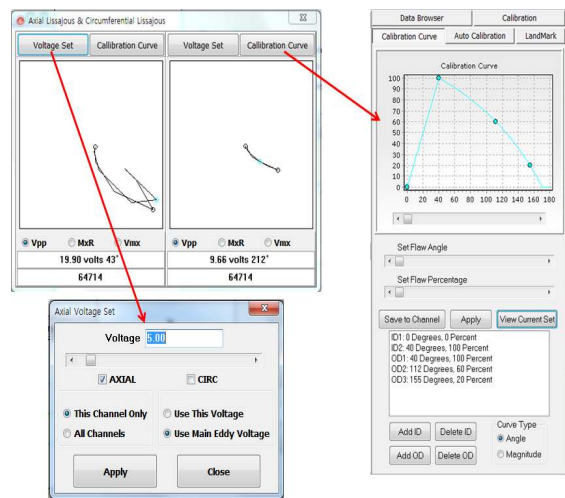 Axial Lissajous & Circumferential Lissajous
Voltage Set Callibration Curve Voltage Set Callibration Curve
Vpp MxR Vmx Vpp MxR Vmx
19.90 volts 43° 9.66 volts 212°
64714 64714
Axial Voltage Set
Voltage 5.00
AXIAL CIRC
This Channel Only Use This Voltage
All Channels Use Main Eddy Voltage
Apply Close
Data Browser Calibration
Calibration Curve Auto Calibration LandMark
Calibration Curve
100
90
80
70
60
50
40
30
20
10
0
0 20 40 60 80 100 120 140 160 180
Set Flaw Angle
Set Flaw Percentage
Save to Channel Apply View Current Set
ID1: 0 Degrees, 0 Percent
ID2: 40 Degrees, 100 Percent
OD1: 40 Degrees, 100 Percent
OD2: 112 Degrees, 60 Percent
OD3: 155 Degrees, 20 Percent
Curve Type
Add ID Delete ID Angle
Add OD Delete OD Magnitude